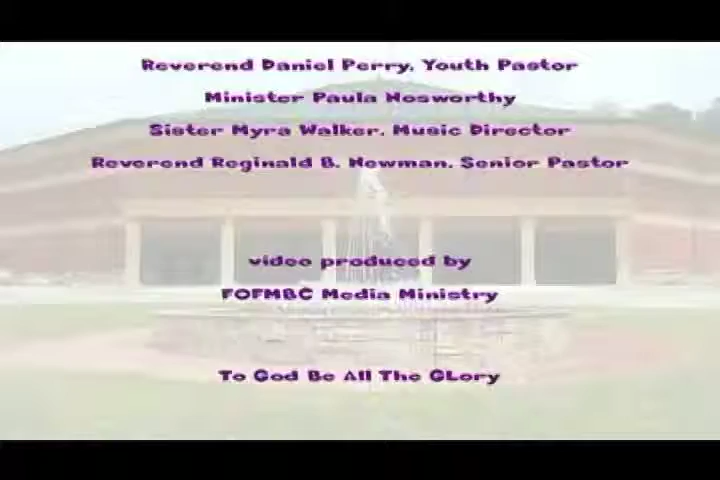 Reverend Daniel Perry, Youth Pastor
Minister Paula Nosworthy
Sister Myra Walker, Music Director
Reverend Reginald B. Newman, Senior Pastor
video produced by
FOFMBC Media Ministry
To God Be All The GLory